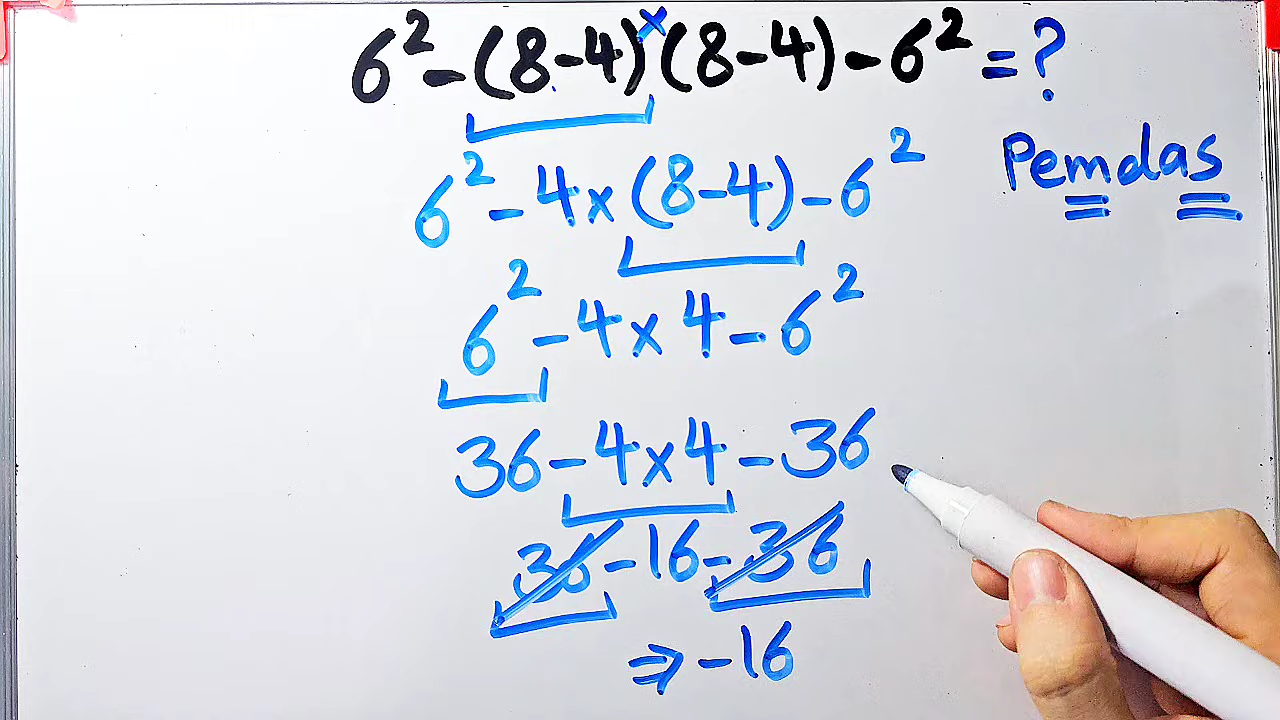 6² - (8-4)×(8-4) - 6² = ?
Pemdas
6² - 4×(8-4) - 6²
6² - 4×4 - 6²
36 - 4×4 - 36
36 - 16 - 36
⇒ -16